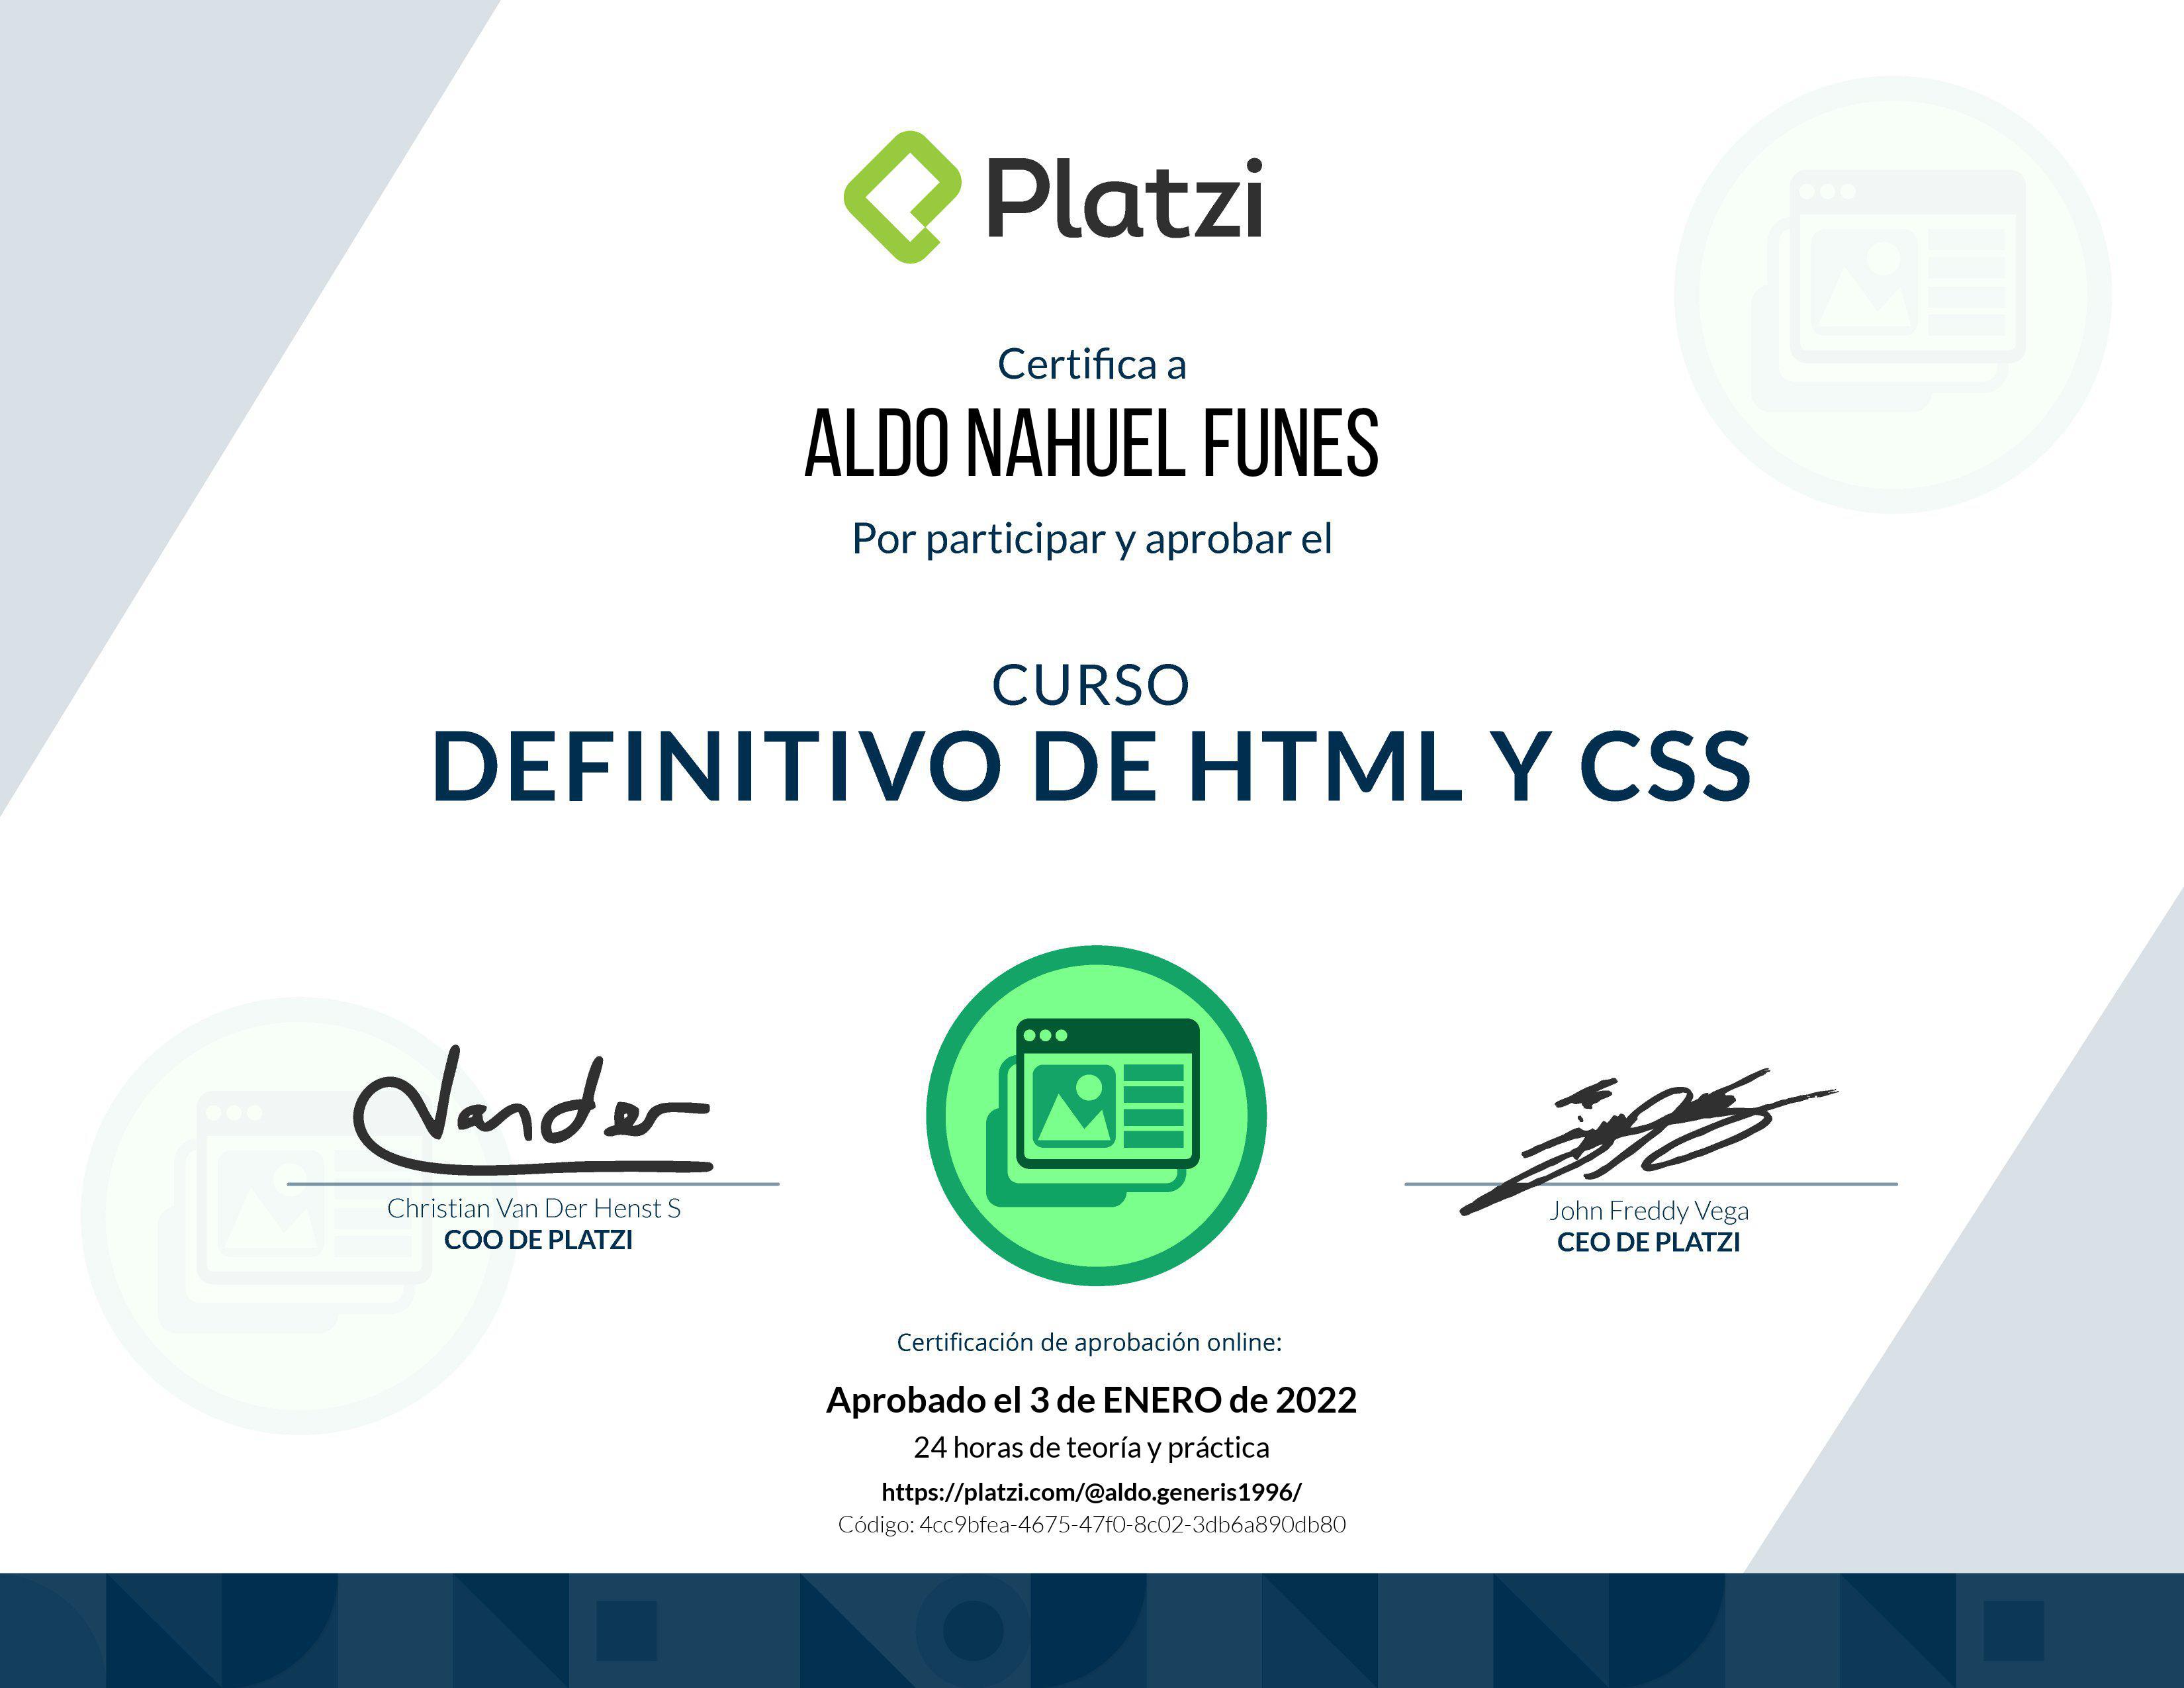 Platzi
Certifica a
ALDO NAHUEL FUNES
Por participar y aprobar el
CURSO
DEFINITIVO DE HTML Y CSS
Vander
Christian Van Der Henst S
COO DE PLATZI
John Freddy Vega
CEO DE PLATZI
Certificación de aprobación online:
Aprobado el 3 de ENERO de 2022
24 horas de teoría y práctica
https://platzi.com/@aldo.generis1996/
Código: 4cc9bfea-4675-47f0-8c02-3db6a890db80